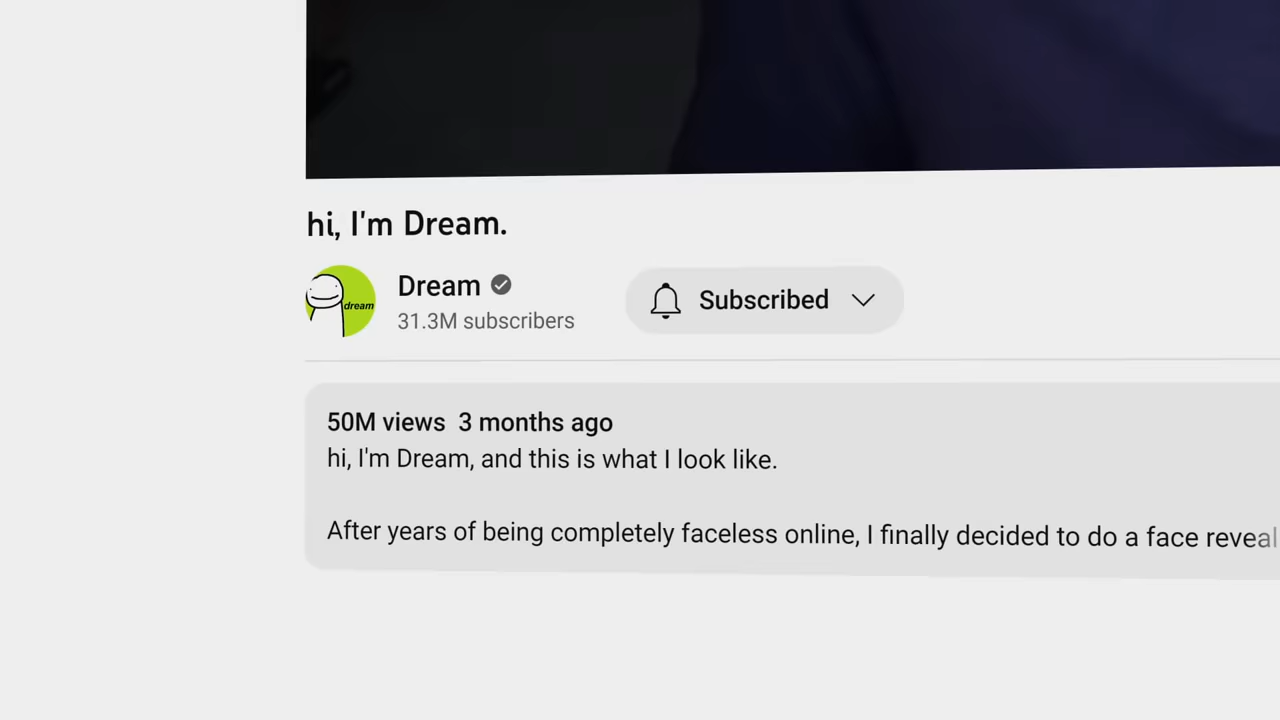 hi, I'm Dream.
dream
Dream
31.3M subscribers
Subscribed
50M views 3 months ago
hi, I'm Dream, and this is what I look like.
After years of being completely faceless online, I finally decided to do a face reveal